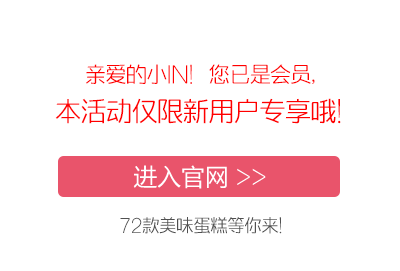 亲爱的小IN！您已是会员,
本活动仅限新用户专享哦!
进入官网 >>
72款美味蛋糕等你来!